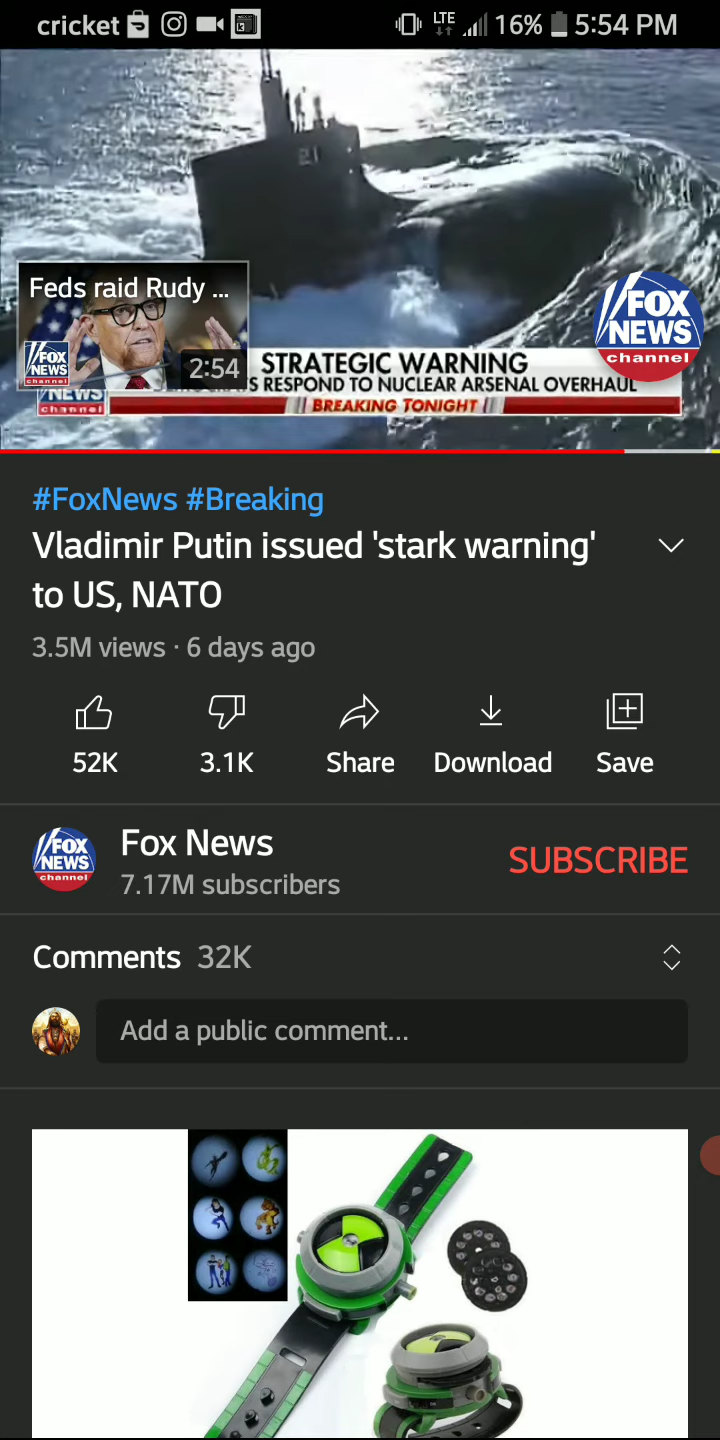 cricket LTE 16% 5:54 PM
21
Feds raid Rudy ...
FOX
NEWS
channel
2:54
FOX
NEWS
channel
STRATEGIC WARNING
S RESPOND TO NUCLEAR ARSENAL OVERHAUL
NEWS
channel
BREAKING TONIGHT
#FoxNews #Breaking
Vladimir Putin issued 'stark warning'
to US, NATO
3.5M views · 6 days ago
52K 3.1K Share Download Save
FOX
NEWS
channel
Fox News
7.17M subscribers
SUBSCRIBE
Comments 32K
Add a public comment...